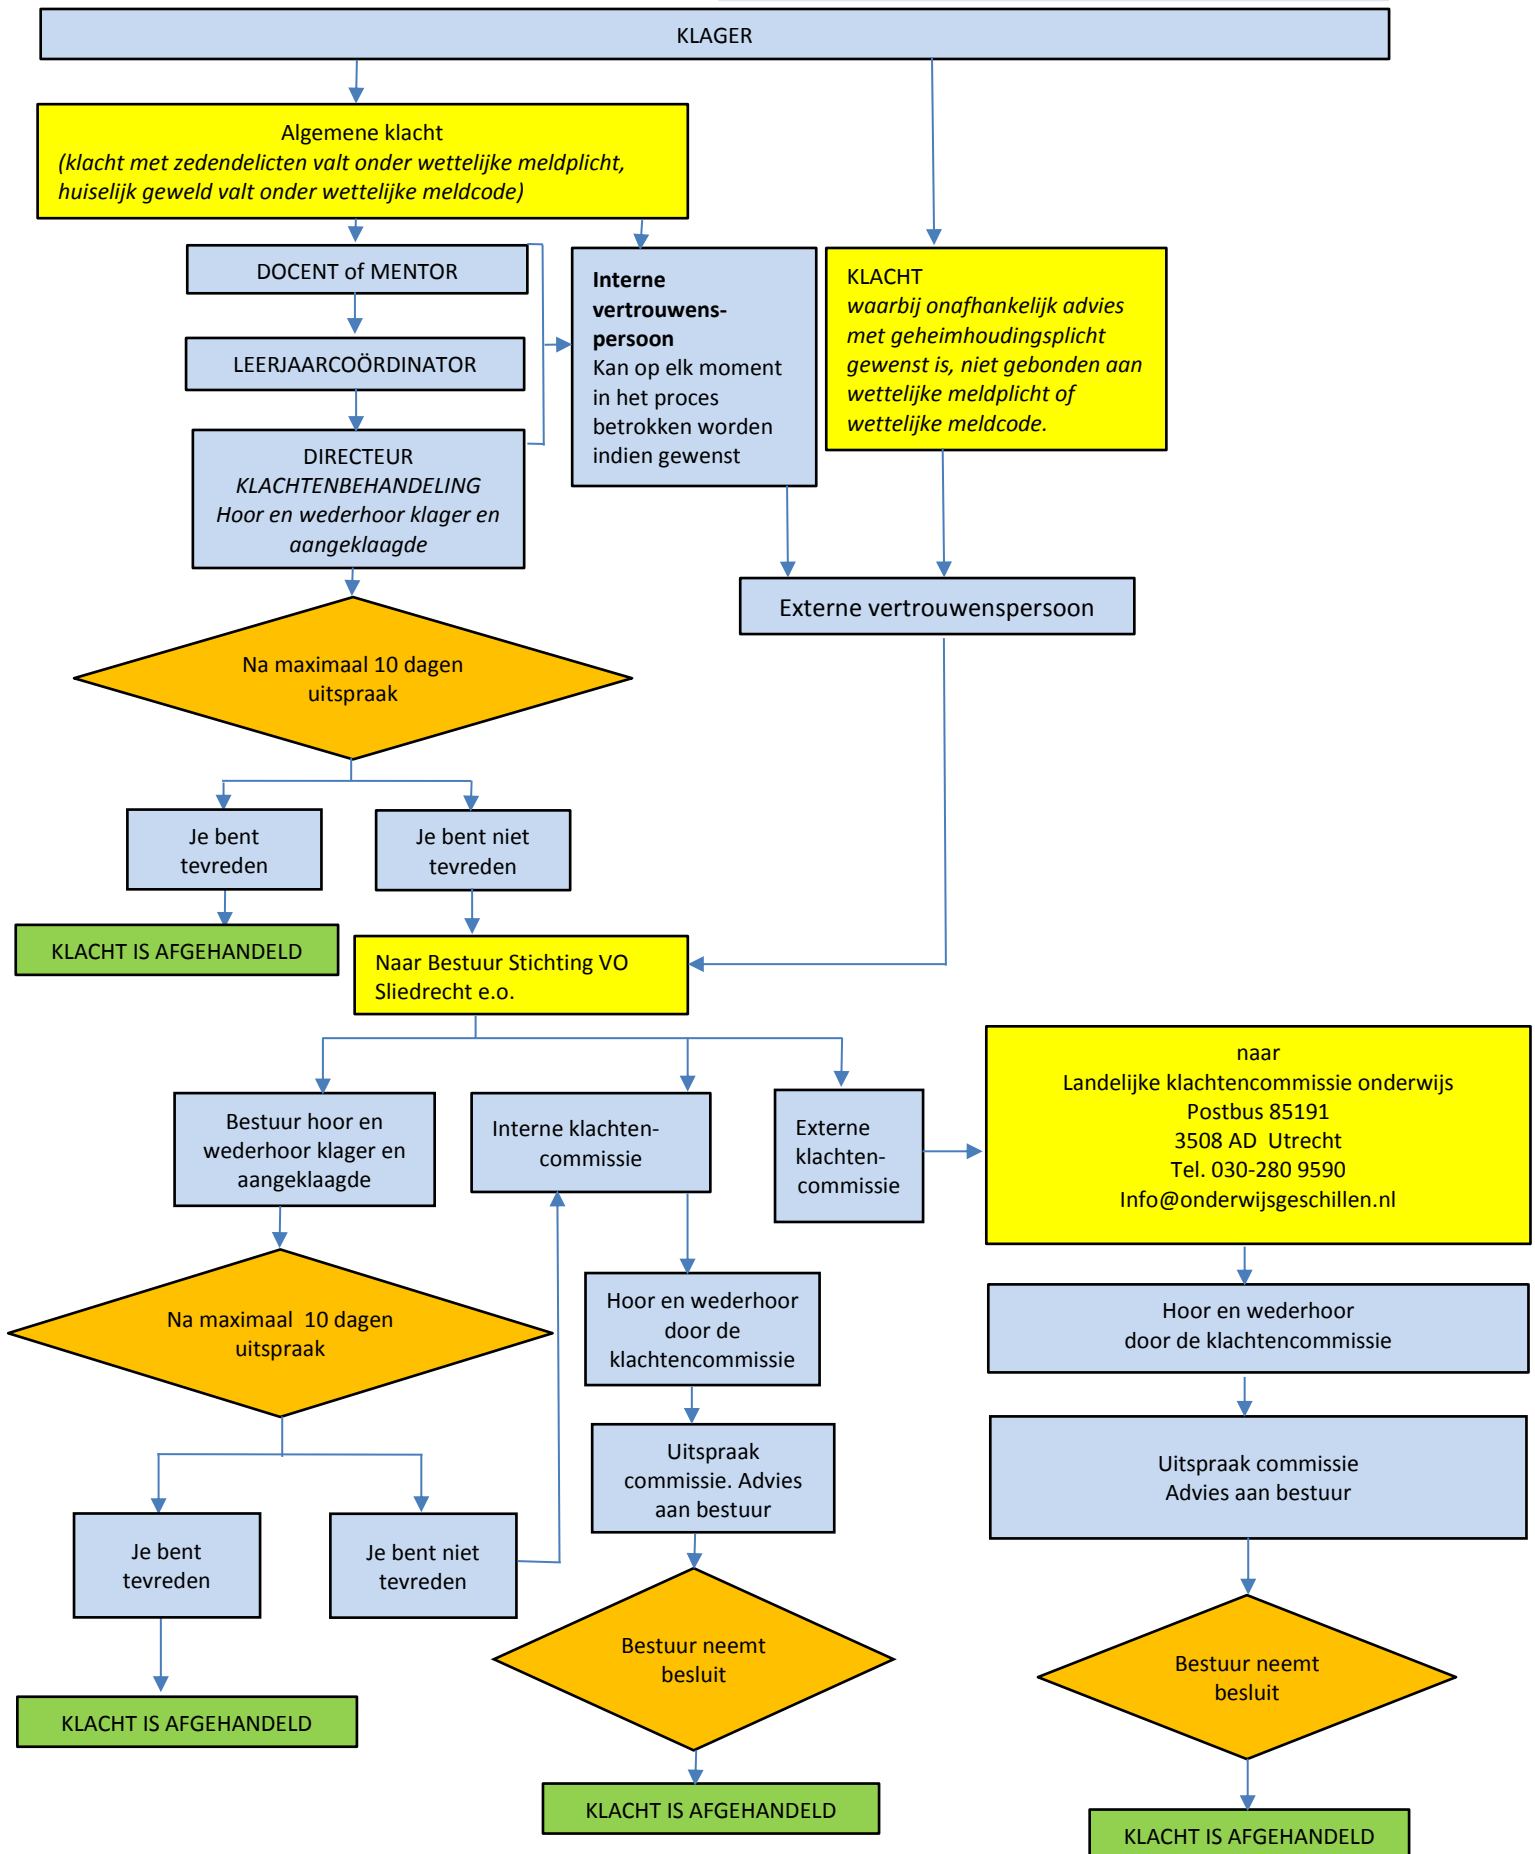 KLAGER
Algemene klacht
(klacht met zedendelicten valt onder wettelijke meldplicht,
huiselijk geweld valt onder wettelijke meldcode)
DOCENT of MENTOR
LEERJAARCOÖRDINATOR
DIRECTEUR
KLACHTENBEHANDELING
Hoor en wederhoor klager en
aangeklaagde
Interne
vertrouwens-
persoon
Kan op elk moment
in het proces
betrokken worden
indien gewenst
KLACHT
waarbij onafhankelijk advies
met geheimhoudingsplicht
gewenst is, niet gebonden aan
wettelijke meldplicht of
wettelijke meldcode.
Externe vertrouwenspersoon
Na maximaal 10 dagen
uitspraak
Je bent
tevreden
Je bent niet
tevreden
KLACHT IS AFGEHANDELD
Naar Bestuur Stichting VO
Sliedrecht e.o.
Bestuur hoor en
wederhoor klager en
aangeklaagde
Interne klachten-
commissie
Externe
klachten-
commissie
naar
Landelijke klachtencommissie onderwijs
Postbus 85191
3508 AD  Utrecht
Tel. 030-280 9590
Info@onderwijsgeschillen.nl
Na maximaal  10 dagen
uitspraak
Hoor en wederhoor
door de
klachtencommissie
Hoor en wederhoor
door de klachtencommissie
Uitspraak
commissie. Advies
aan bestuur
Uitspraak commissie
Advies aan bestuur
Je bent
tevreden
Je bent niet
tevreden
Bestuur neemt
besluit
Bestuur neemt
besluit
KLACHT IS AFGEHANDELD
KLACHT IS AFGEHANDELD
KLACHT IS AFGEHANDELD